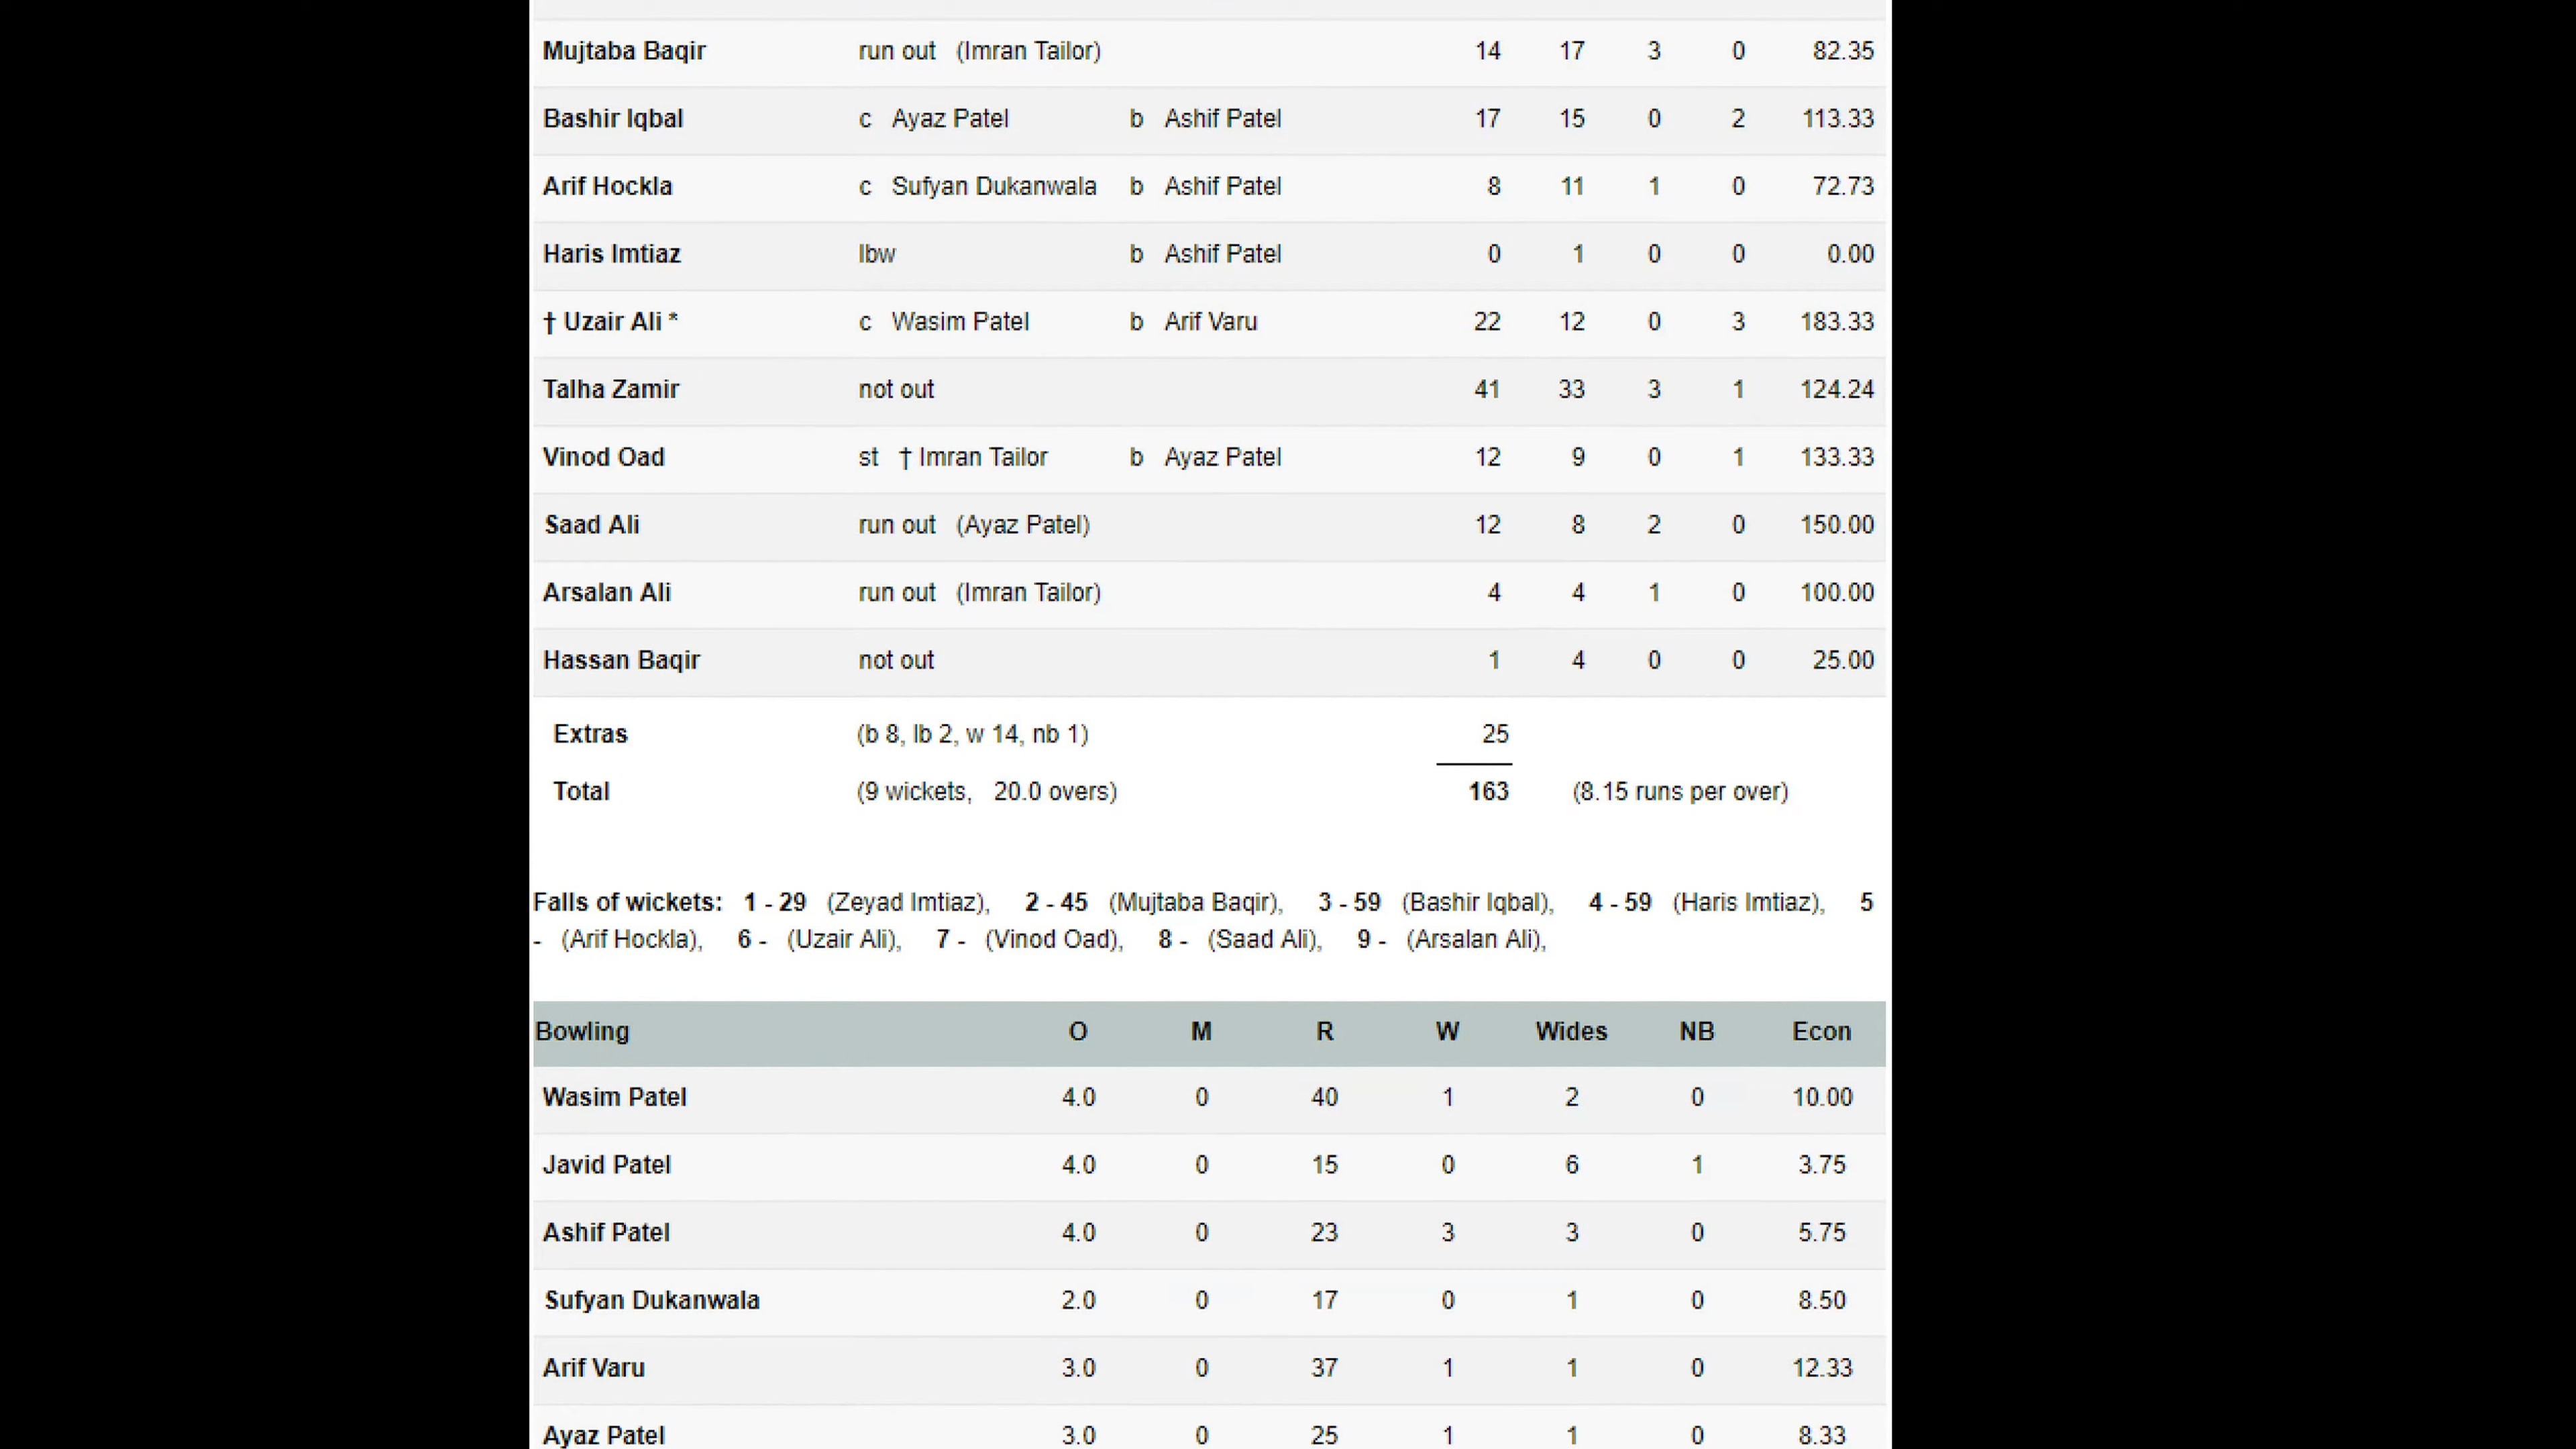 Mujtaba Baqir run out (Imran Tailor) 14 17 3 0 82.35
Bashir Iqbal c Ayaz Patel b Ashif Patel 17 15 0 2 113.33
Arif Hockla c Sufyan Dukanwala b Ashif Patel 8 11 1 0 72.73
Haris Imtiaz lbw b Ashif Patel 0 1 0 0 0.00
† Uzair Ali * c Wasim Patel b Arif Varu 22 12 0 3 183.33
Talha Zamir not out 41 33 3 1 124.24
Vinod Oad st † Imran Tailor b Ayaz Patel 12 9 0 1 133.33
Saad Ali run out (Ayaz Patel) 12 8 2 0 150.00
Arsalan Ali run out (Imran Tailor) 4 4 1 0 100.00
Hassan Baqir not out 1 4 0 0 25.00
Extras (b 8, lb 2, w 14, nb 1) 25
Total (9 wickets, 20.0 overs) 163 (8.15 runs per over)
Falls of wickets: 1 - 29 (Zeyad Imtiaz), 2 - 45 (Mujtaba Baqir), 3 - 59 (Bashir Iqbal), 4 - 59 (Haris Imtiaz), 5
- (Arif Hockla), 6 - (Uzair Ali), 7 - (Vinod Oad), 8 - (Saad Ali), 9 - (Arsalan Ali),
Bowling O M R W Wides NB Econ
Wasim Patel 4.0 0 40 1 2 0 10.00
Javid Patel 4.0 0 15 0 6 1 3.75
Ashif Patel 4.0 0 23 3 3 0 5.75
Sufyan Dukanwala 2.0 0 17 0 1 0 8.50
Arif Varu 3.0 0 37 1 1 0 12.33
Ayaz Patel 3.0 0 25 1 1 0 8.33